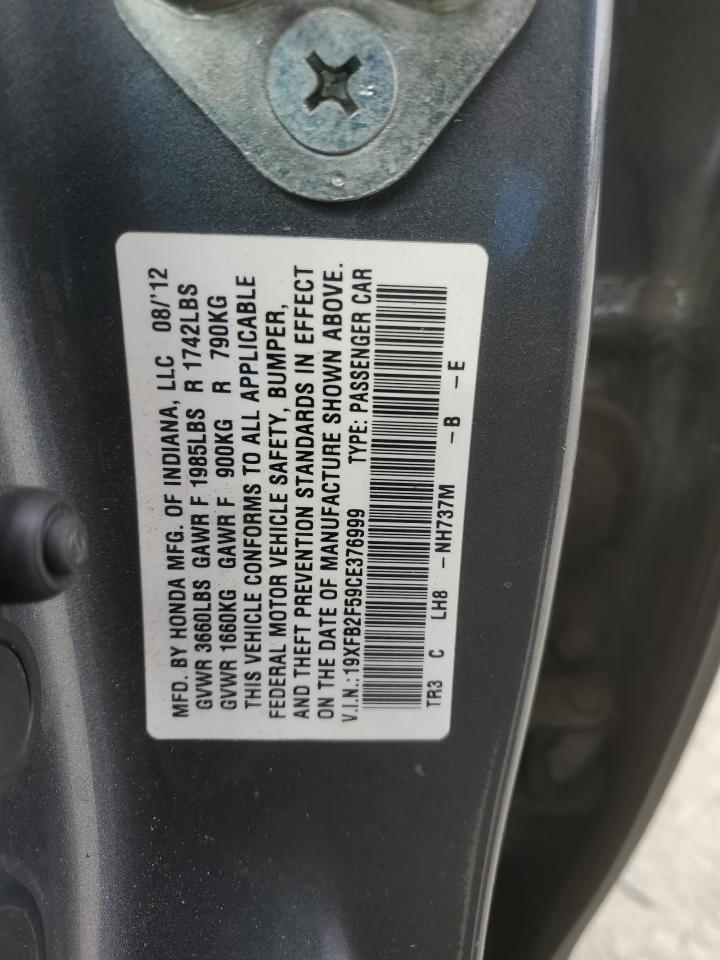 MFD. BY HONDA MFG. OF INDIANA, LLC 08/'12
GVWR 3660LBS GAWR F 1985LBS R 1742LBS
GVWR 1660KG GAWR F 900KG R 790KG
THIS VEHICLE CONFORMS TO ALL APPLICABLE
FEDERAL MOTOR VEHICLE SAFETY, BUMPER,
AND THEFT PREVENTION STANDARDS IN EFFECT
ON THE DATE OF MANUFACTURE SHOWN ABOVE.
V.I.N.:19XFB2F59CE376999 TYPE: PASSENGER CAR
TR3 C LH8 -NH737M -B -E